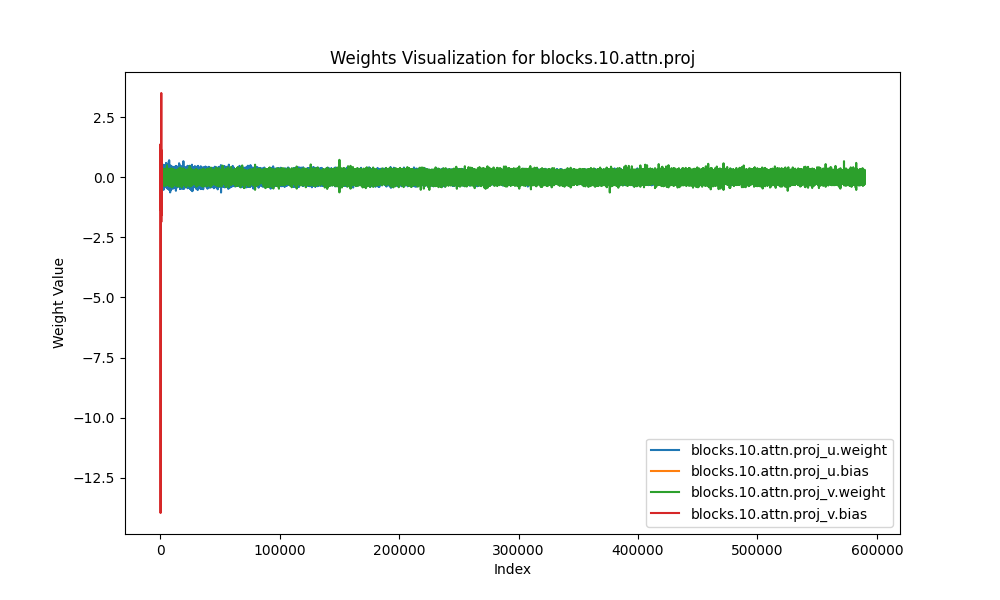 Weights Visualization for blocks.10.attn.proj
2.5
0.0
−2.5
−5.0
−7.5
−10.0
−12.5
Weight Value
0 100000 200000 300000 400000 500000 600000
Index
blocks.10.attn.proj_u.weight
blocks.10.attn.proj_u.bias
blocks.10.attn.proj_v.weight
blocks.10.attn.proj_v.bias